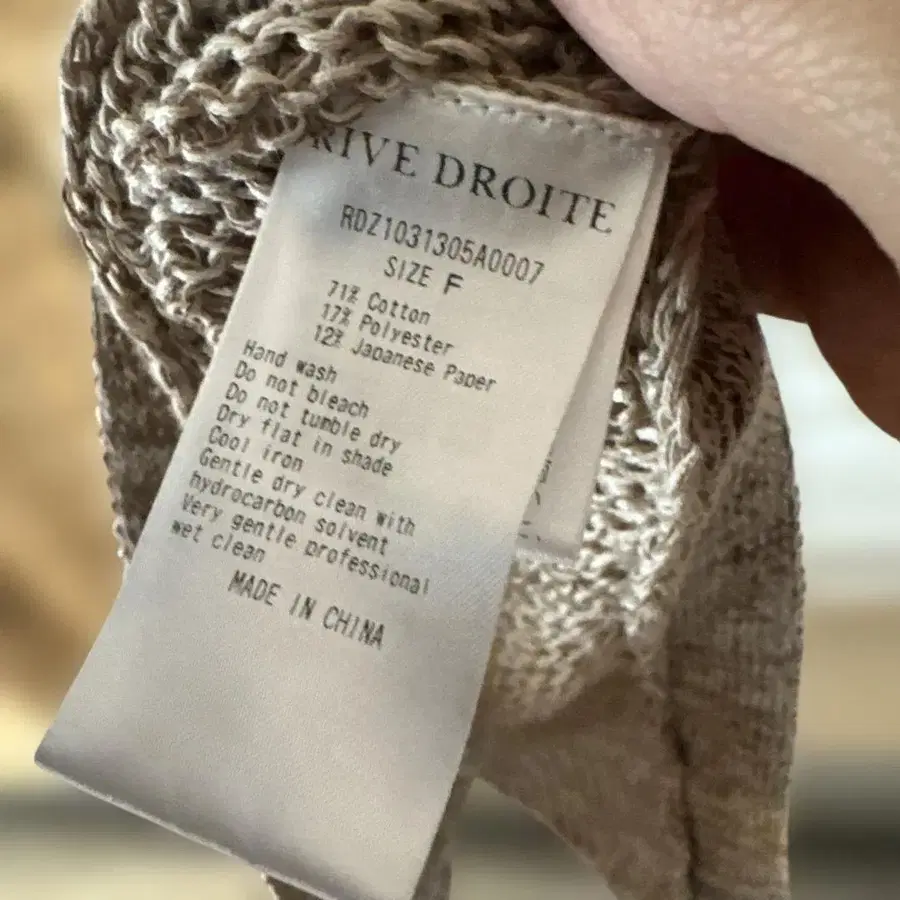 RIVE DROITE
RDZ1031305A0007
SIZE F
71% Cotton
17% Polyester
12% Japanese Paper
Hand wash
Do not bleach
Do not tumble dry
Dry flat in shade
Cool iron
Gentle dry clean with
hydrocarbon solvent
Very gentle professional
wet clean
MADE IN CHINA